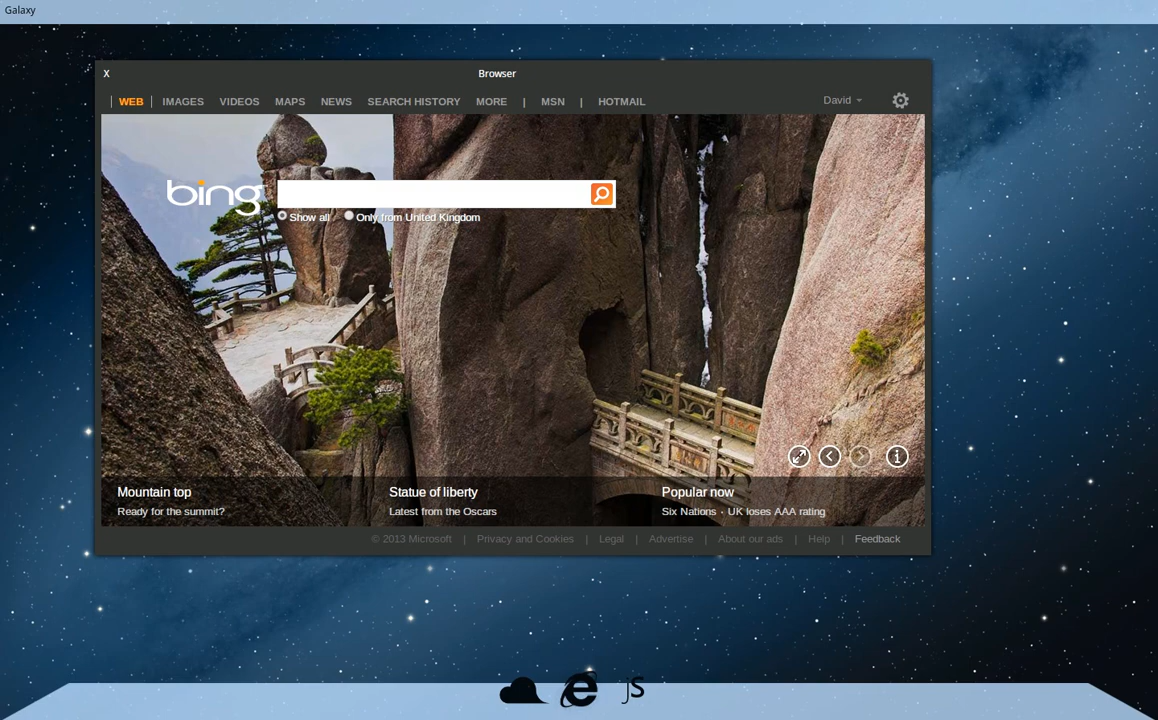 Galaxy
X Browser
WEB IMAGES VIDEOS MAPS NEWS SEARCH HISTORY MORE | MSN | HOTMAIL David
bing
Show all Only from United Kingdom
Mountain top Statue of liberty Popular now
Ready for the summit? Latest from the Oscars Six Nations · UK loses AAA rating
© 2013 Microsoft | Privacy and Cookies | Legal | Advertise | About our ads | Help | Feedback
JS